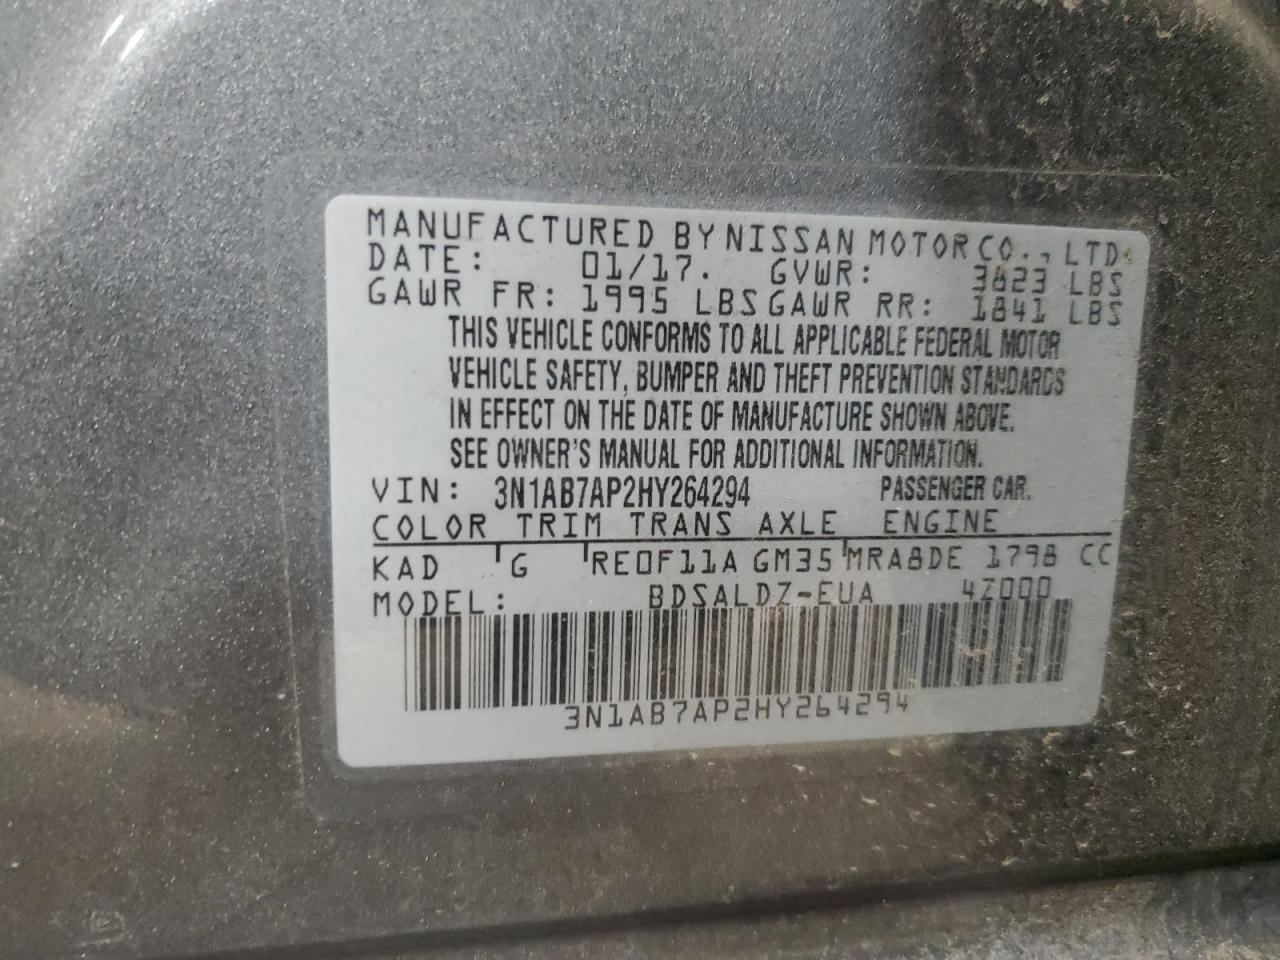 MANUFACTURED BY NISSAN MOTOR CO., LTD.
DATE: 01/17. GVWR: 3623 LBS
GAWR FR: 1995 LBS GAWR RR: 1841 LBS
THIS VEHICLE CONFORMS TO ALL APPLICABLE FEDERAL MOTOR
VEHICLE SAFETY, BUMPER AND THEFT PREVENTION STANDARDS
IN EFFECT ON THE DATE OF MANUFACTURE SHOWN ABOVE.
SEE OWNER'S MANUAL FOR ADDITIONAL INFORMATION.
VIN: 3N1AB7AP2HY264294 PASSENGER CAR.
COLOR TRIM TRANS AXLE ENGINE
KAD G RE0F11A GM35 MRA8DE 1798 CC
MODEL: BDSALDZ-EUA 4Z000
3N1AB7AP2HY264294